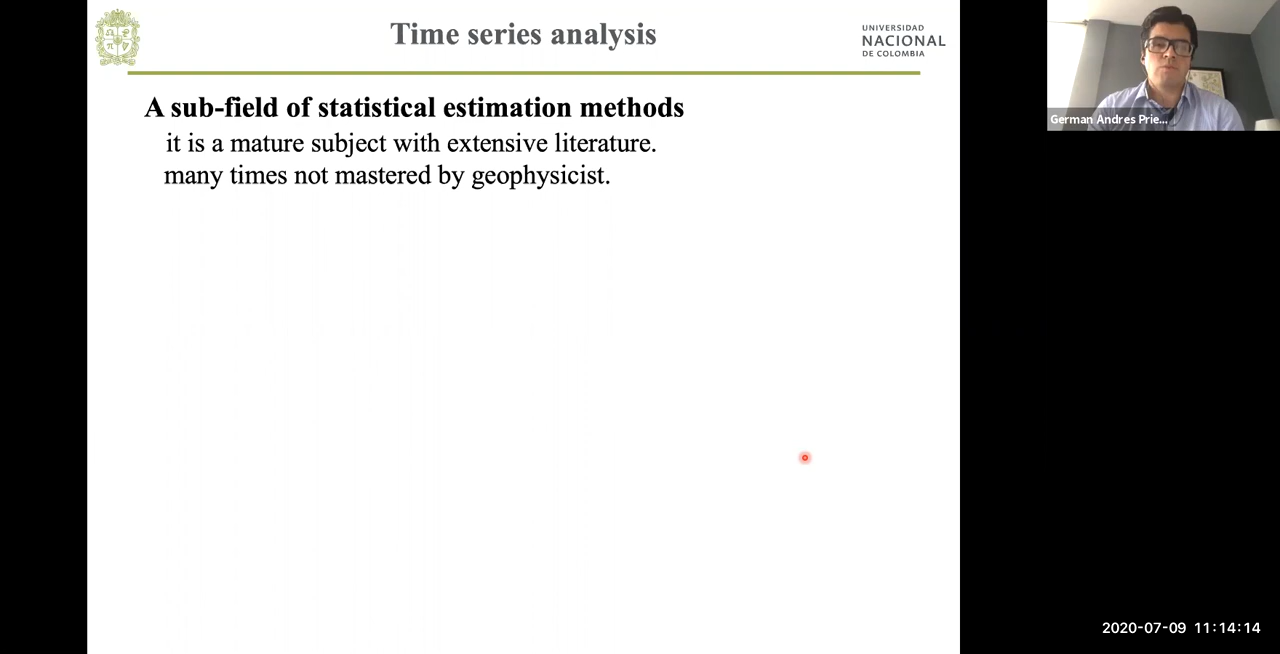 Time series analysis
UNIVERSIDAD
NACIONAL
DE COLOMBIA
A sub-field of statistical estimation methods
it is a mature subject with extensive literature.
many times not mastered by geophysicist.
German Andres Prie...
2020-07-09 11:14:14